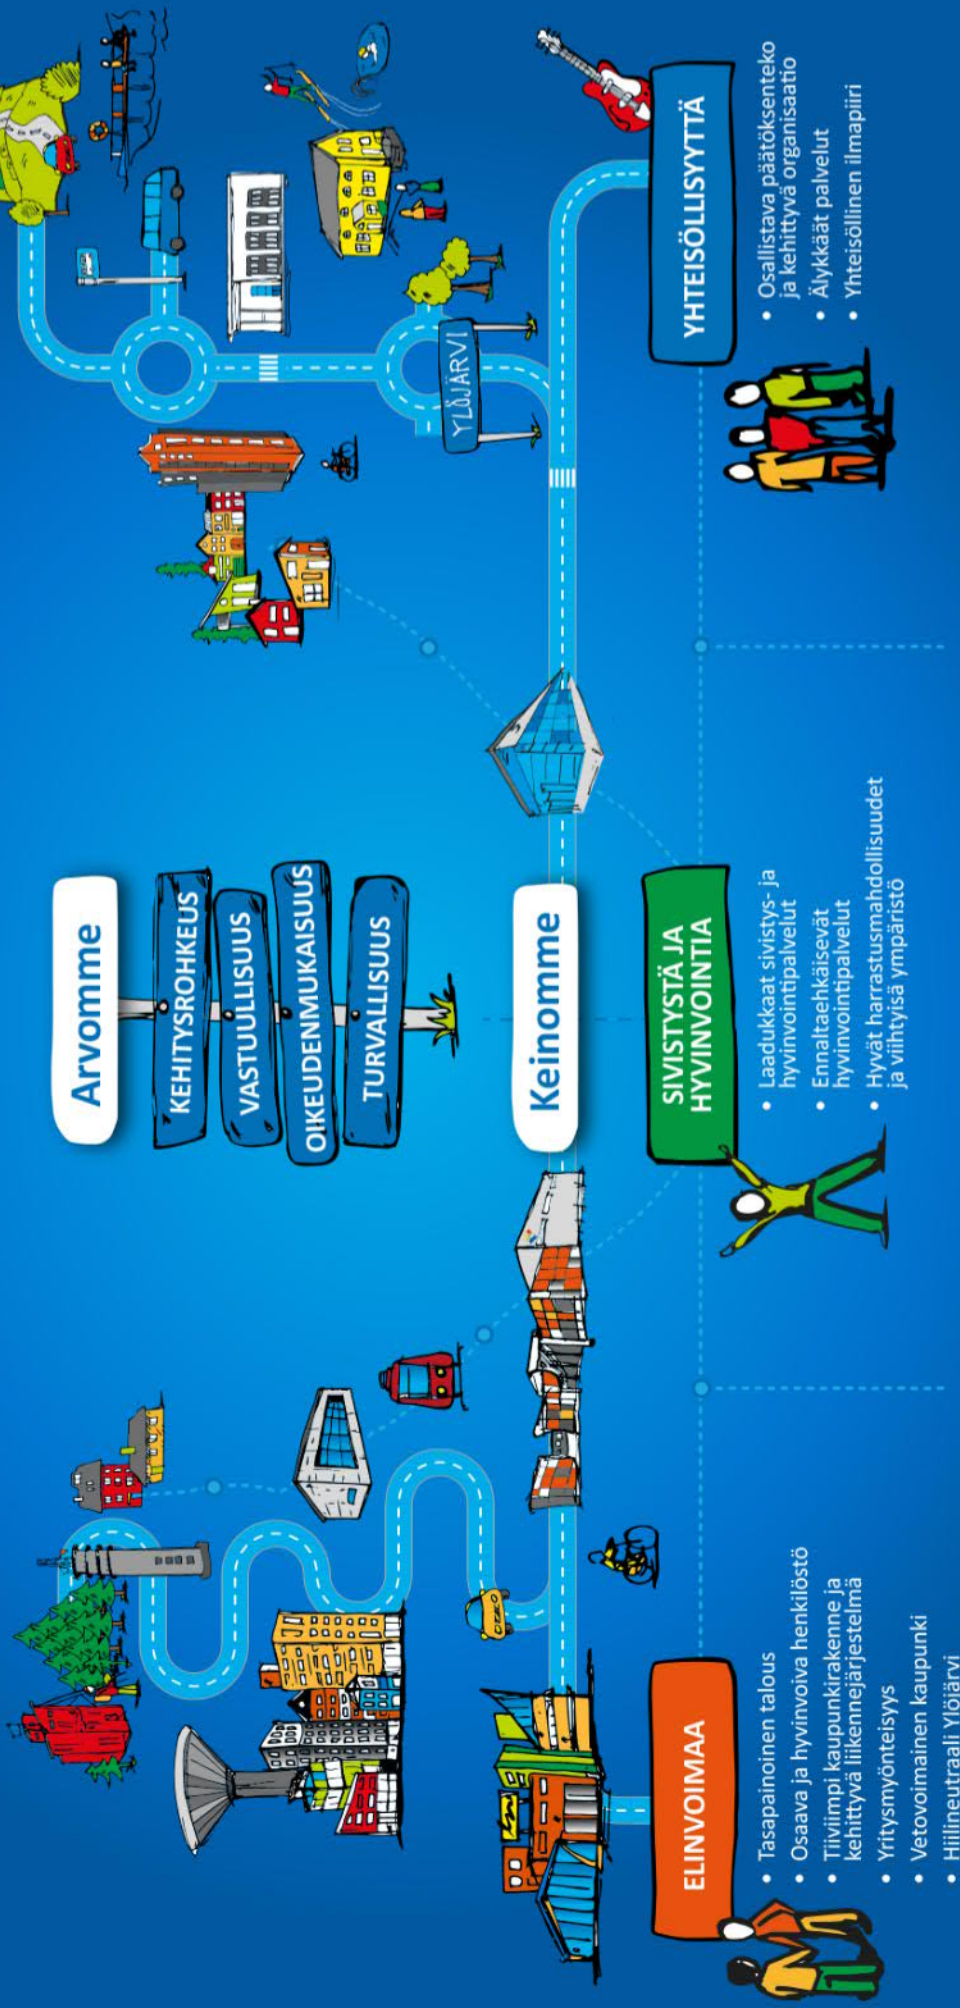 Arvomme
KEHITYSROHKEUS
VASTUULLISUUS
OIKEUDENMUKAISUUS
TURVALLISUUS
YLÖJÄRVI
Keinomme
ELINVOIMAA
• Tasapainoinen talous
• Osaava ja hyvinvoiva henkilöstö
• Tiiviimpi kaupunkirakenne ja
kehittyvä liikennejärjestelmä
• Yritysmyönteisyys
• Vetovoimainen kaupunki
• Hiilineutraali Ylöjärvi
SIVISTYSTÄ JA
HYVINVOINTIA
• Laadukkaat sivistys- ja
hyvinvointipalvelut
• Ennaltaehkäisevät
hyvinvointipalvelut
• Hyvät harrastusmahdollisuudet
ja viihtyisä ympäristö
YHTEISÖLLISYYTTÄ
• Osallistava päätöksenteko
ja kehittyvä organisaatio
• Älykkäät palvelut
• Yhteisöllinen ilmapiiri